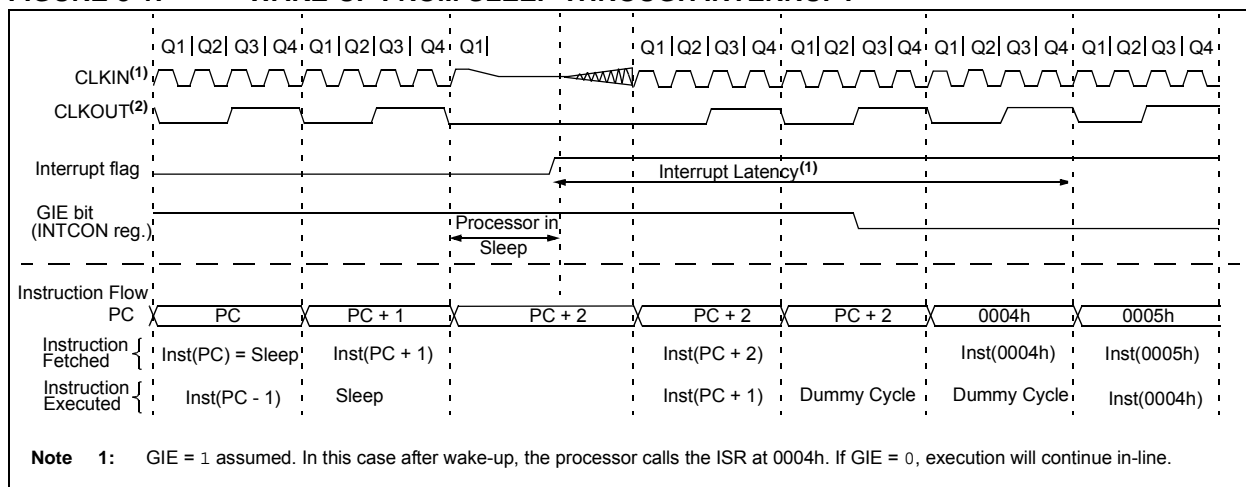 Q1 Q2 Q3 Q4 Q1 Q2 Q3 Q4 Q1 Q1 Q2 Q3 Q4 Q1 Q2 Q3 Q4 Q1 Q2 Q3 Q4 Q1 Q2 Q3 Q4
CLKIN(1)
CLKOUT(2)
Interrupt flag
Interrupt Latency(1)
GIE bit
(INTCON reg.)
Processor in
Sleep
Instruction Flow
PC PC PC + 1 PC + 2 PC + 2 PC + 2 0004h 0005h
Instruction
Fetched
Inst(PC) = Sleep Inst(PC + 1) Inst(PC + 2) Inst(0004h) Inst(0005h)
Instruction
Executed
Inst(PC - 1) Sleep Inst(PC + 1) Dummy Cycle Dummy Cycle Inst(0004h)
Note 1: GIE = 1 assumed. In this case after wake-up, the processor calls the ISR at 0004h. If GIE = 0, execution will continue in-line.